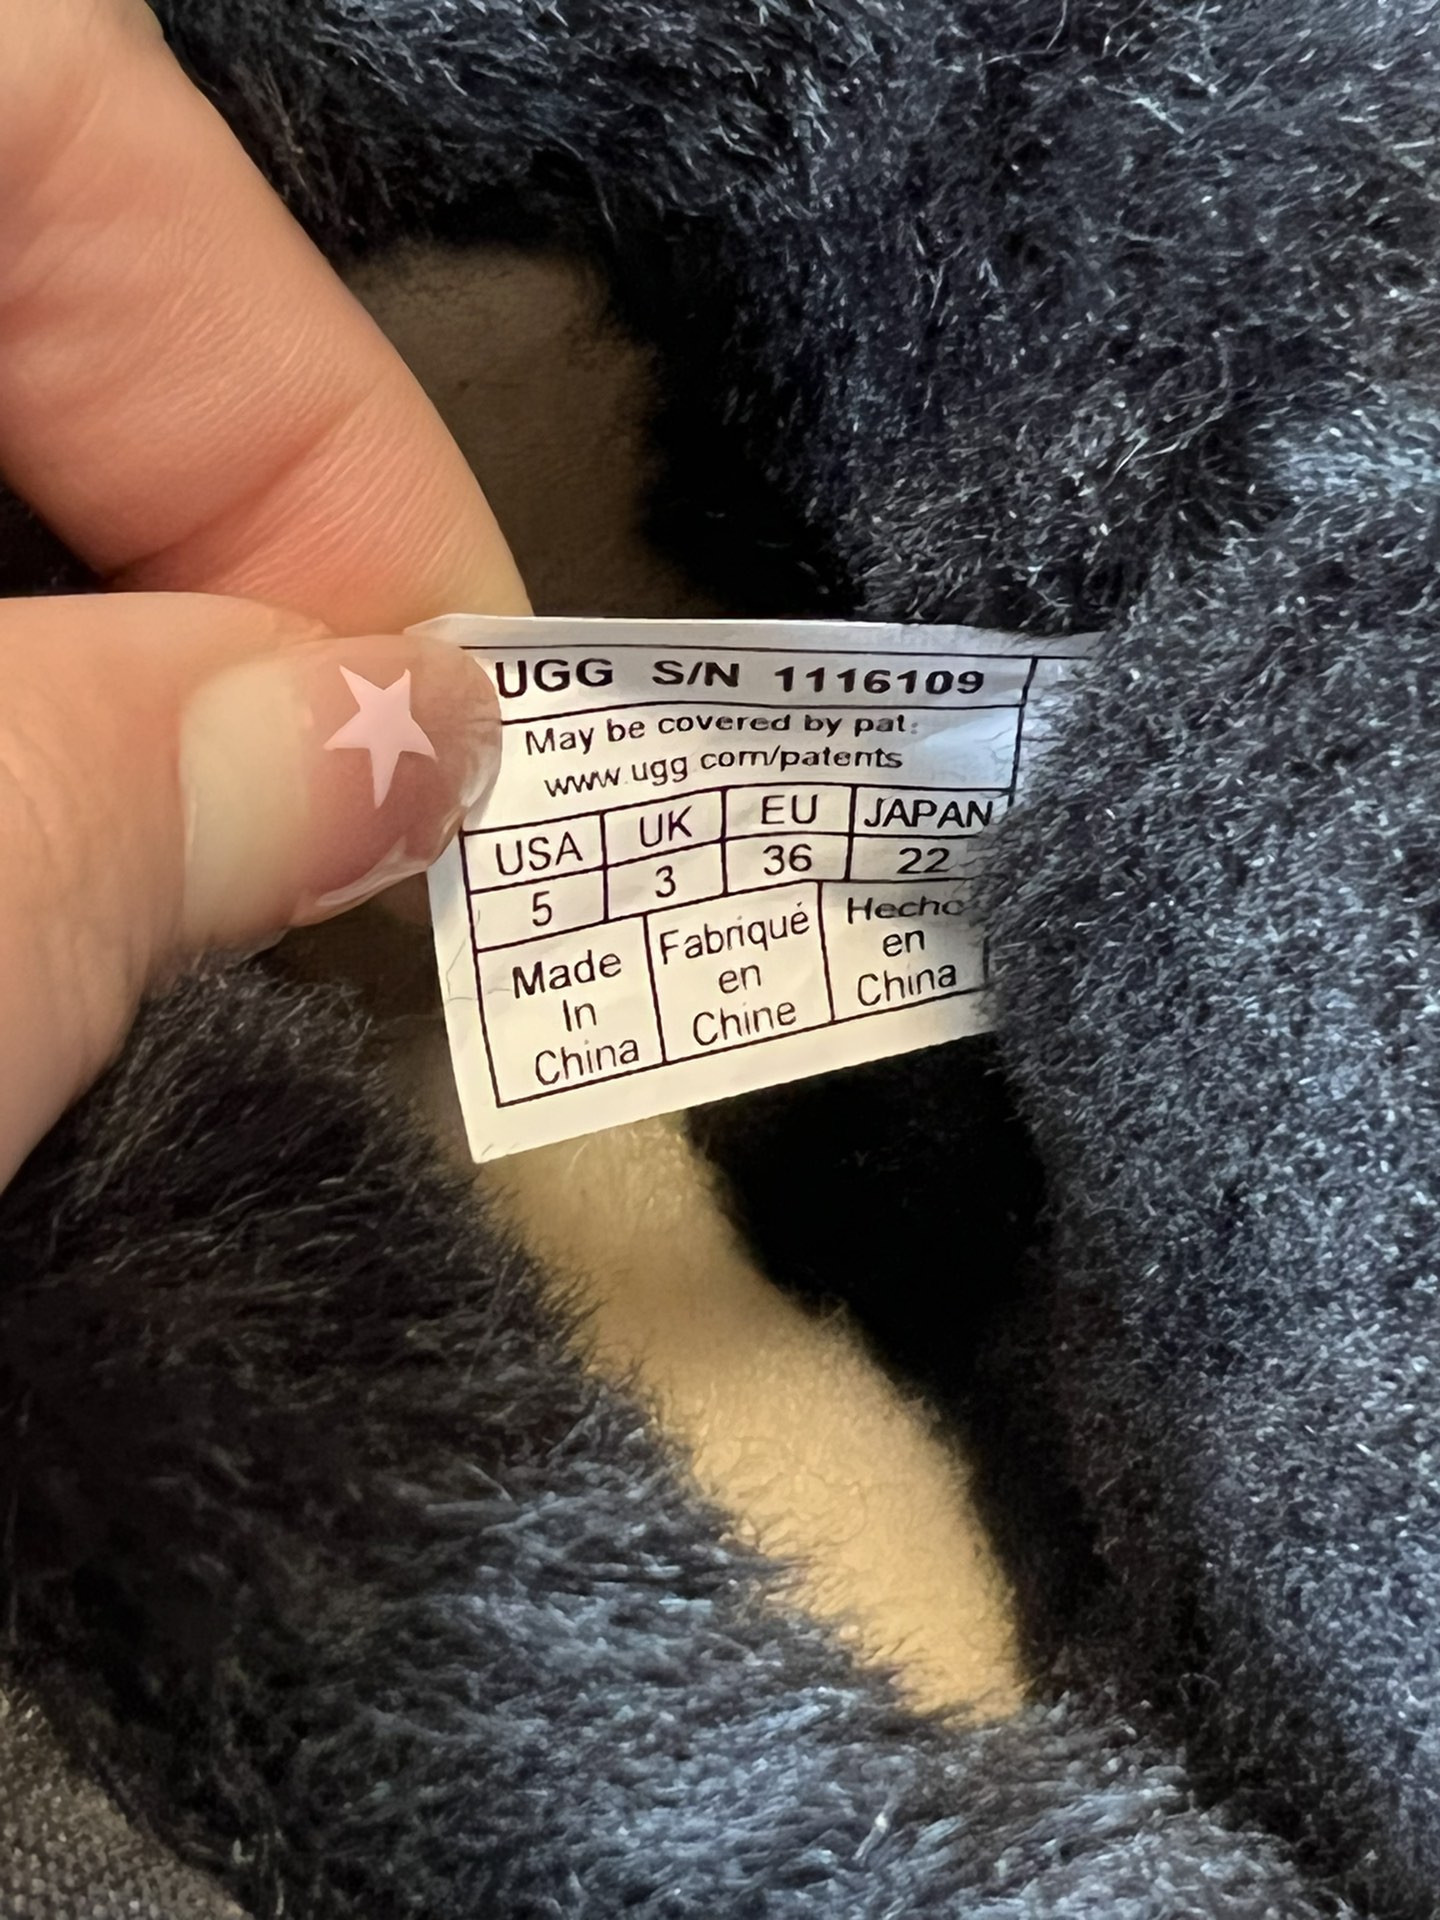 UGG S/N 1116109
May be covered by pat:
www.ugg.com/patents
USA UK EU JAPAN
5 3 36 22
Made
In
China
Fabriqué
en
Chine
Hecho
en
China